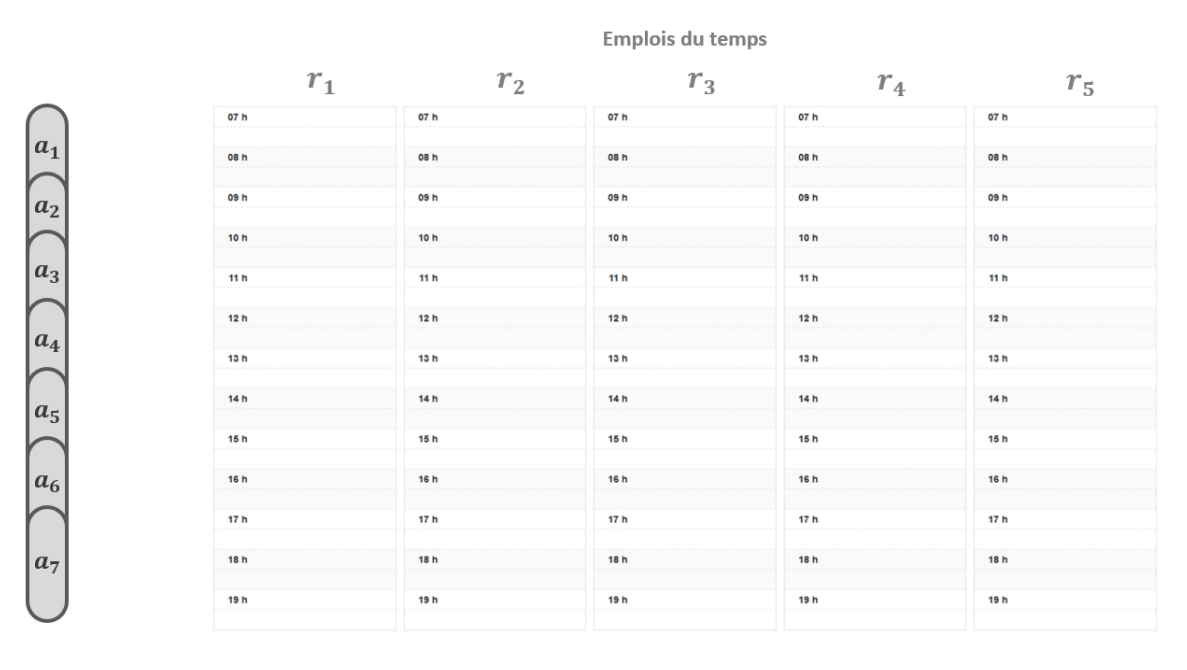 Emplois du temps
r₁ r₂ r₃ r₄ r₅
a₁
a₂
a₃
a₄
a₅
a₆
a₇
07 h 07 h 07 h 07 h 07 h
08 h 08 h 08 h 08 h 08 h
09 h 09 h 09 h 09 h 09 h
10 h 10 h 10 h 10 h 10 h
11 h 11 h 11 h 11 h 11 h
12 h 12 h 12 h 12 h 12 h
13 h 13 h 13 h 13 h 13 h
14 h 14 h 14 h 14 h 14 h
15 h 15 h 15 h 15 h 15 h
16 h 16 h 16 h 16 h 16 h
17 h 17 h 17 h 17 h 17 h
18 h 18 h 18 h 18 h 18 h
19 h 19 h 19 h 19 h 19 h